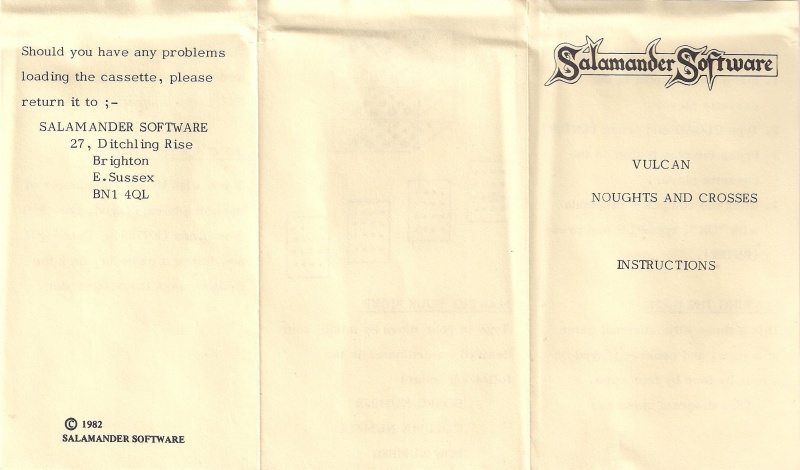 Should you have any problems
loading the cassette, please
return it to ;-
SALAMANDER SOFTWARE
27, Ditchling Rise
Brighton
E.Sussex
BN1 4QL
© 1982
SALAMANDER SOFTWARE
Salamander Software
VULCAN
NOUGHTS AND CROSSES
INSTRUCTIONS